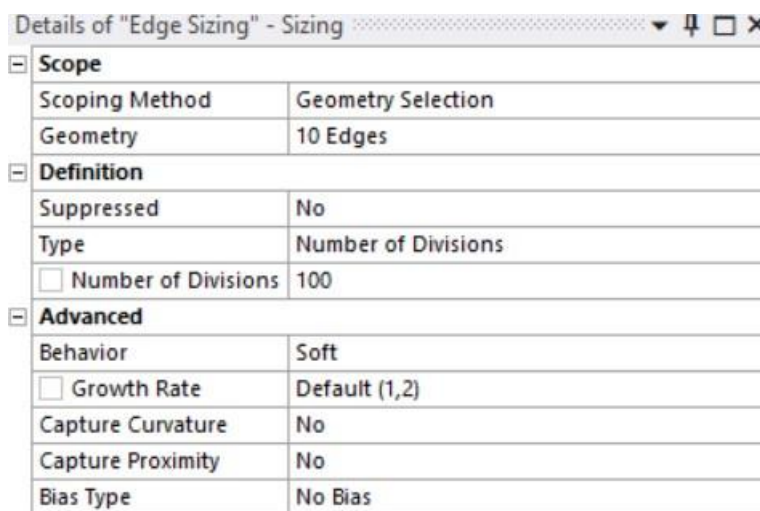 Details of "Edge Sizing" - Sizing
Scope
Scoping Method Geometry Selection
Geometry 10 Edges
Definition
Suppressed No
Type Number of Divisions
Number of Divisions 100
Advanced
Behavior Soft
Growth Rate Default (1,2)
Capture Curvature No
Capture Proximity No
Bias Type No Bias